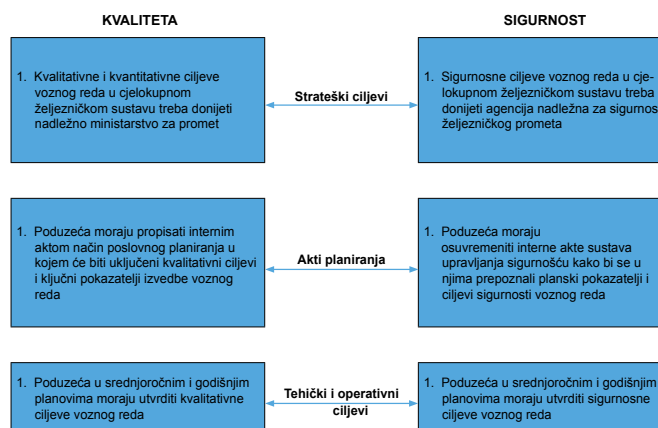 KVALITETA
SIGURNOST
1. Kvalitativne i kvantitativne ciljeve
voznog reda u cjelokupnom
željezničkom sustavu treba donijeti
nadležno ministarstvo za promet
Strateški ciljevi
1. Sigurnosne ciljeve voznog reda u cje-
lokupnom željezničkom sustavu treba
donijeti agencija nadležna za sigurnos
željezničkog prometa
1. Poduzeća moraju propisati internim
aktom način poslovnog planiranja u
kojem će biti uključeni kvalitativni ciljevi
i ključni pokazatelji izvedbe voznog
reda
Akti planiranja
1. Poduzeća moraju
osuvremeniti interne akte sustava
upravljanja sigurnošću kako bi se u
njima prepoznali planski pokazatelji i
ciljevi sigurnosti voznog reda
1. Poduzeća u srednjoročnim i godišnjim
planovima moraju utvrditi kvalitativne
ciljeve voznog reda
Tehički i operativni
ciljevi
1. Poduzeća u srednjoročnim i godišnjim
planovima moraju utvrditi sigurnosne
ciljeve voznog reda